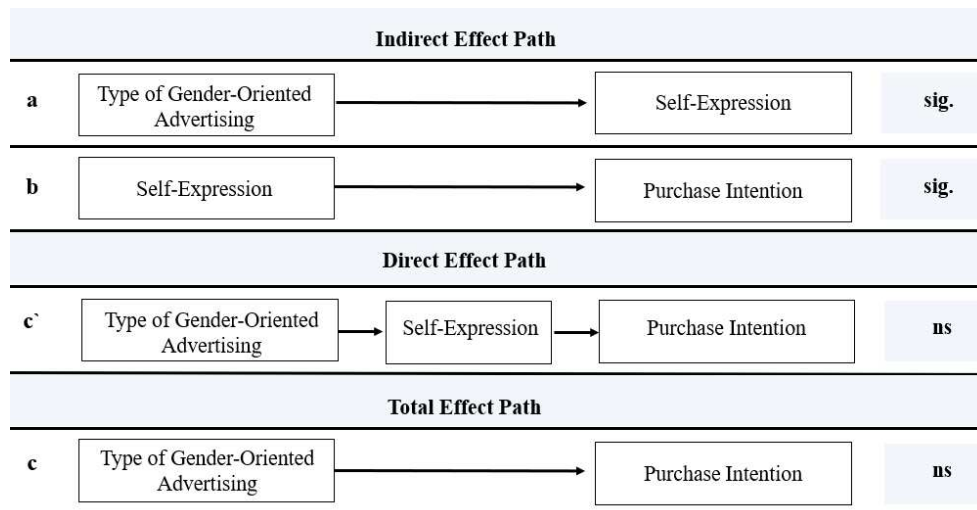 Indirect Effect Path
a
Type of Gender-Oriented
Advertising
Self-Expression
sig.
b
Self-Expression
Purchase Intention
sig.
Direct Effect Path
c`
Type of Gender-Oriented
Advertising
Self-Expression
Purchase Intention
ns
Total Effect Path
c
Type of Gender-Oriented
Advertising
Purchase Intention
ns